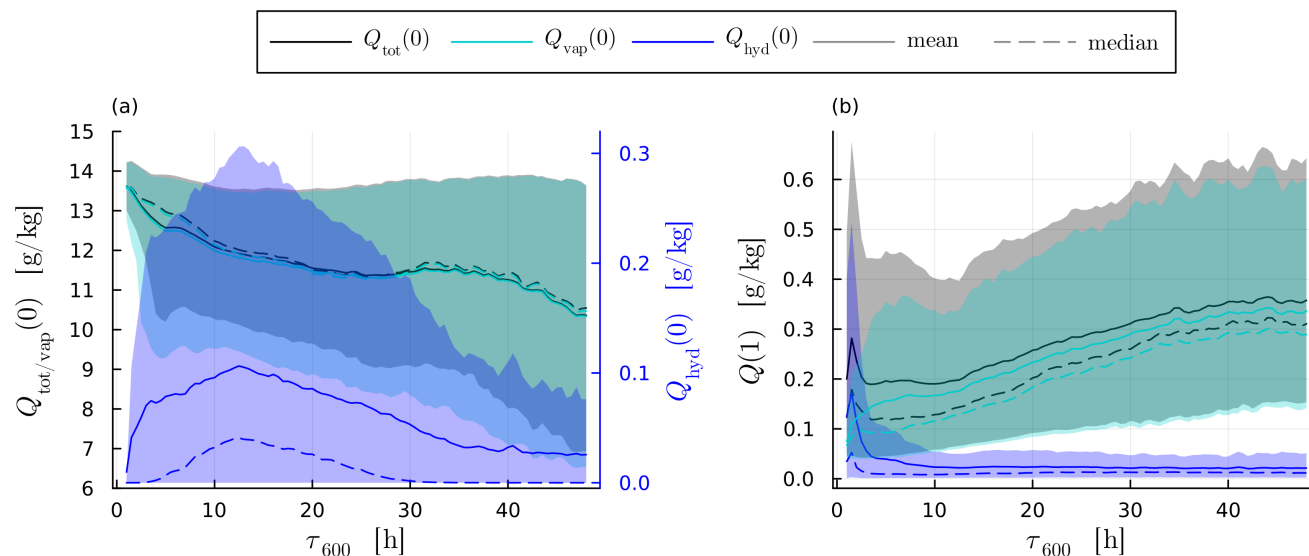 Q_tot(0) Q_vap(0) Q_hyd(0) mean median
(a)
15
14
13
12
11
10
9
8
7
6
Q_tot/vap(0) [g/kg]
0 10 20 30 40
τ_600 [h]
0.3
0.2
0.1
0.0
Q_hyd(0) [g/kg]
(b)
0.6
0.5
0.4
0.3
0.2
0.1
0.0
Q(1) [g/kg]
0 10 20 30 40
τ_600 [h]